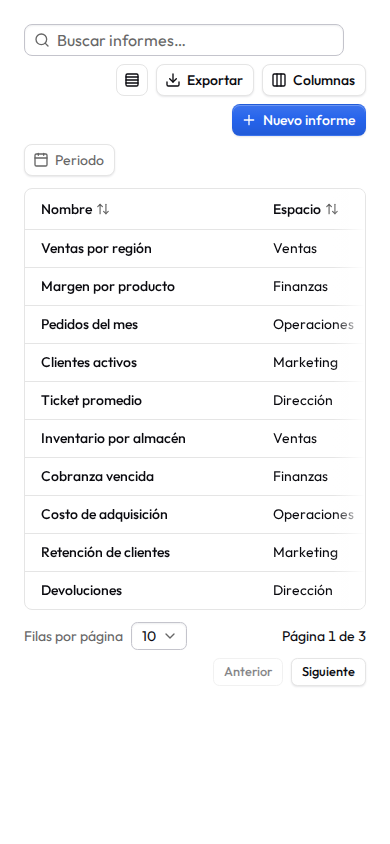 Buscar informes...
Exportar
Columnas
Nuevo informe
Periodo
Nombre Espacio
Ventas por región Ventas
Margen por producto Finanzas
Pedidos del mes Operaciones
Clientes activos Marketing
Ticket promedio Dirección
Inventario por almacén Ventas
Cobranza vencida Finanzas
Costo de adquisición Operaciones
Retención de clientes Marketing
Devoluciones Dirección
Filas por página 10 Página 1 de 3
Anterior Siguiente